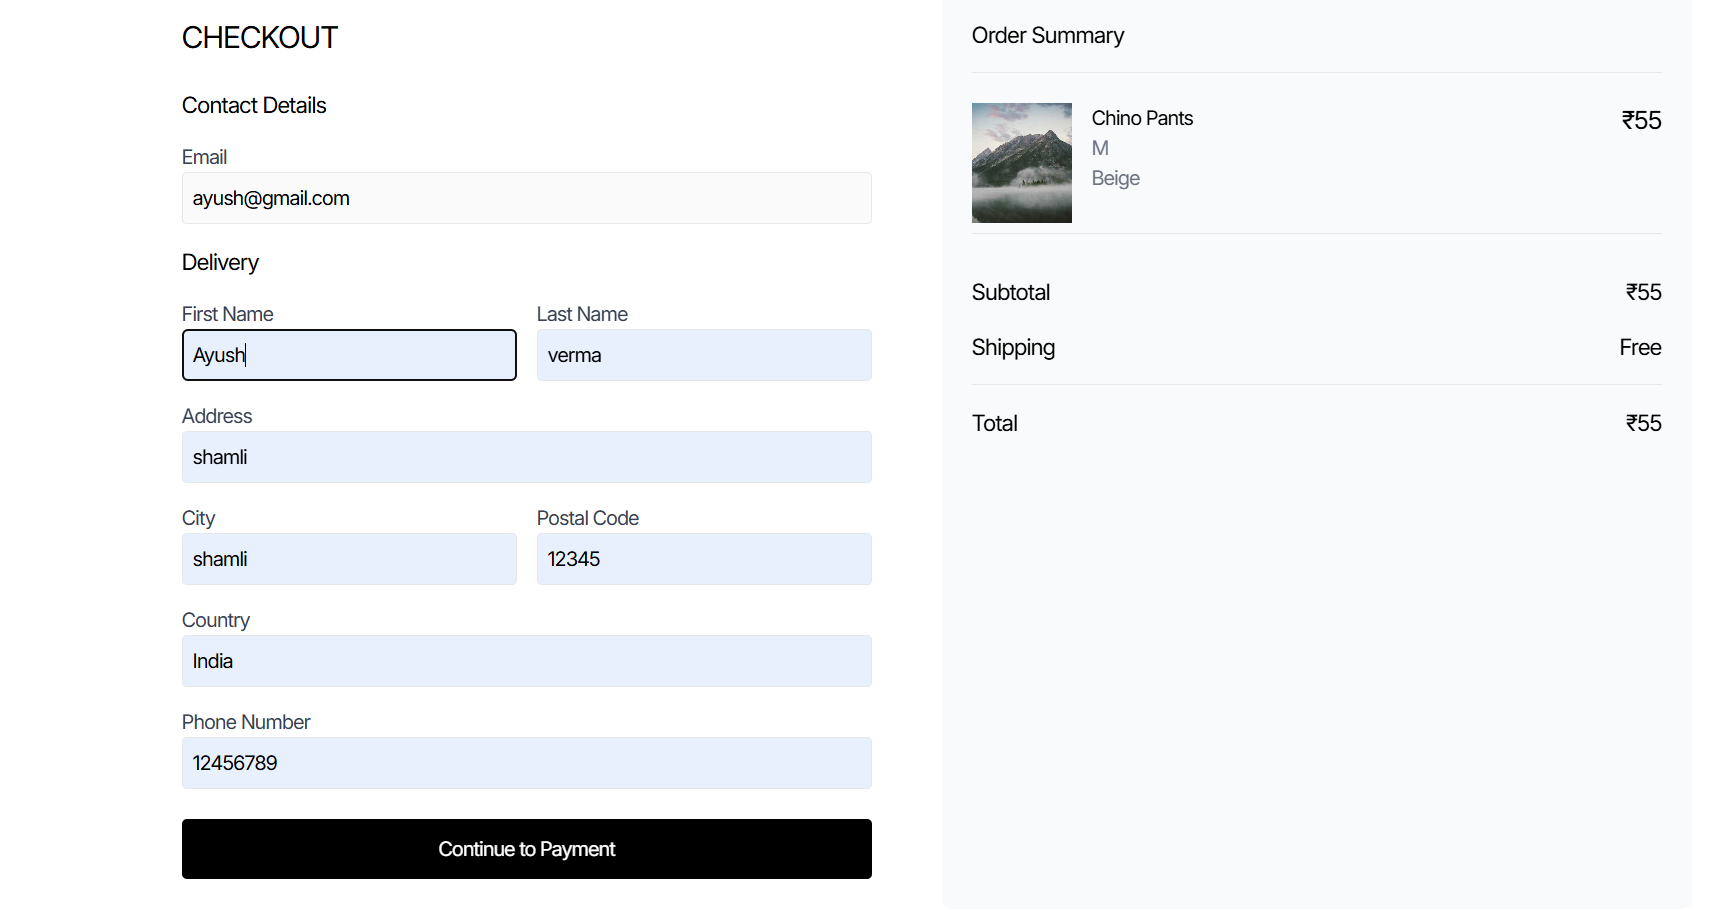 CHECKOUT
Contact Details
Email
ayush@gmail.com
Delivery
First Name Last Name
Ayush verma
Address
shamli
City Postal Code
shamli 12345
Country
India
Phone Number
12456789
Continue to Payment
Order Summary
Chino Pants ₹55
M
Beige
Subtotal ₹55
Shipping Free
Total ₹55